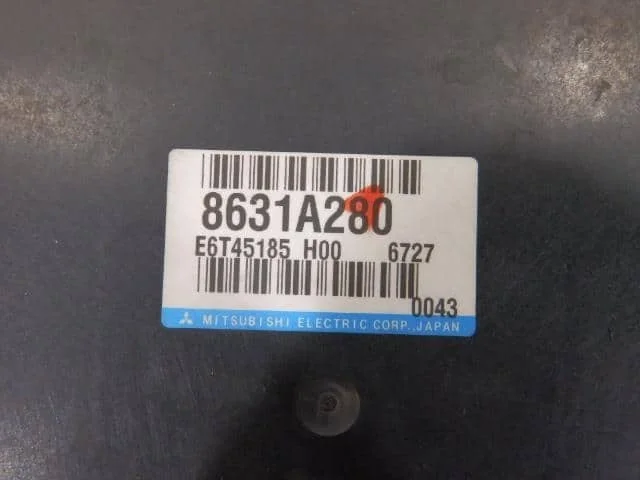 8631A280
E6T45185 H00 6727
0043
MITSUBISHI ELECTRIC CORP., JAPAN